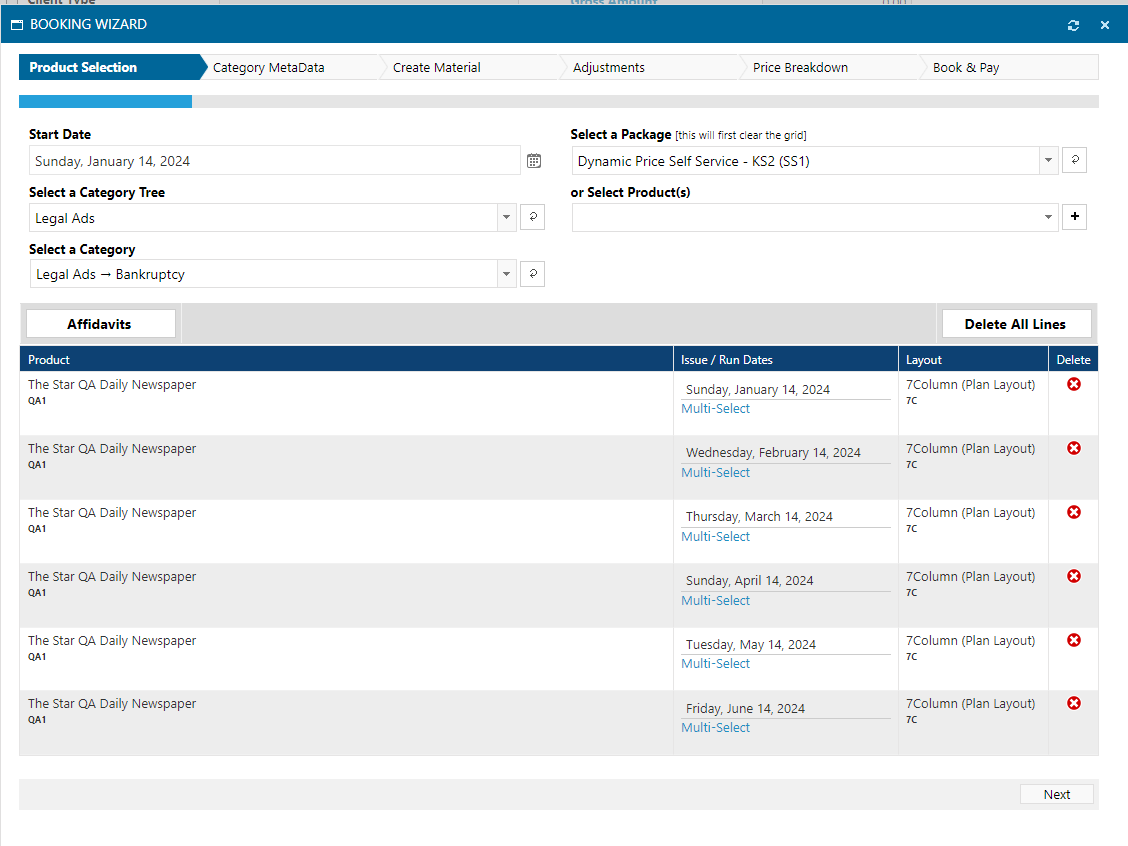 Client Type
Gross Amount
BOOKING WIZARD
Product Selection
Category MetaData
Create Material
Adjustments
Price Breakdown
Book & Pay
Start Date
Sunday, January 14, 2024
Select a Package [this will first clear the grid]
Dynamic Price Self Service - KS2 (SS1)
Select a Category Tree
Legal Ads
or Select Product(s)
Select a Category
Legal Ads → Bankruptcy
Affidavits
Delete All Lines
Product
Issue / Run Dates
Layout
Delete
The Star QA Daily Newspaper
QA1
Sunday, January 14, 2024
Multi-Select
7Column (Plan Layout)
7C
The Star QA Daily Newspaper
QA1
Wednesday, February 14, 2024
Multi-Select
7Column (Plan Layout)
7C
The Star QA Daily Newspaper
QA1
Thursday, March 14, 2024
Multi-Select
7Column (Plan Layout)
7C
The Star QA Daily Newspaper
QA1
Sunday, April 14, 2024
Multi-Select
7Column (Plan Layout)
7C
The Star QA Daily Newspaper
QA1
Tuesday, May 14, 2024
Multi-Select
7Column (Plan Layout)
7C
The Star QA Daily Newspaper
QA1
Friday, June 14, 2024
Multi-Select
7Column (Plan Layout)
7C
Next